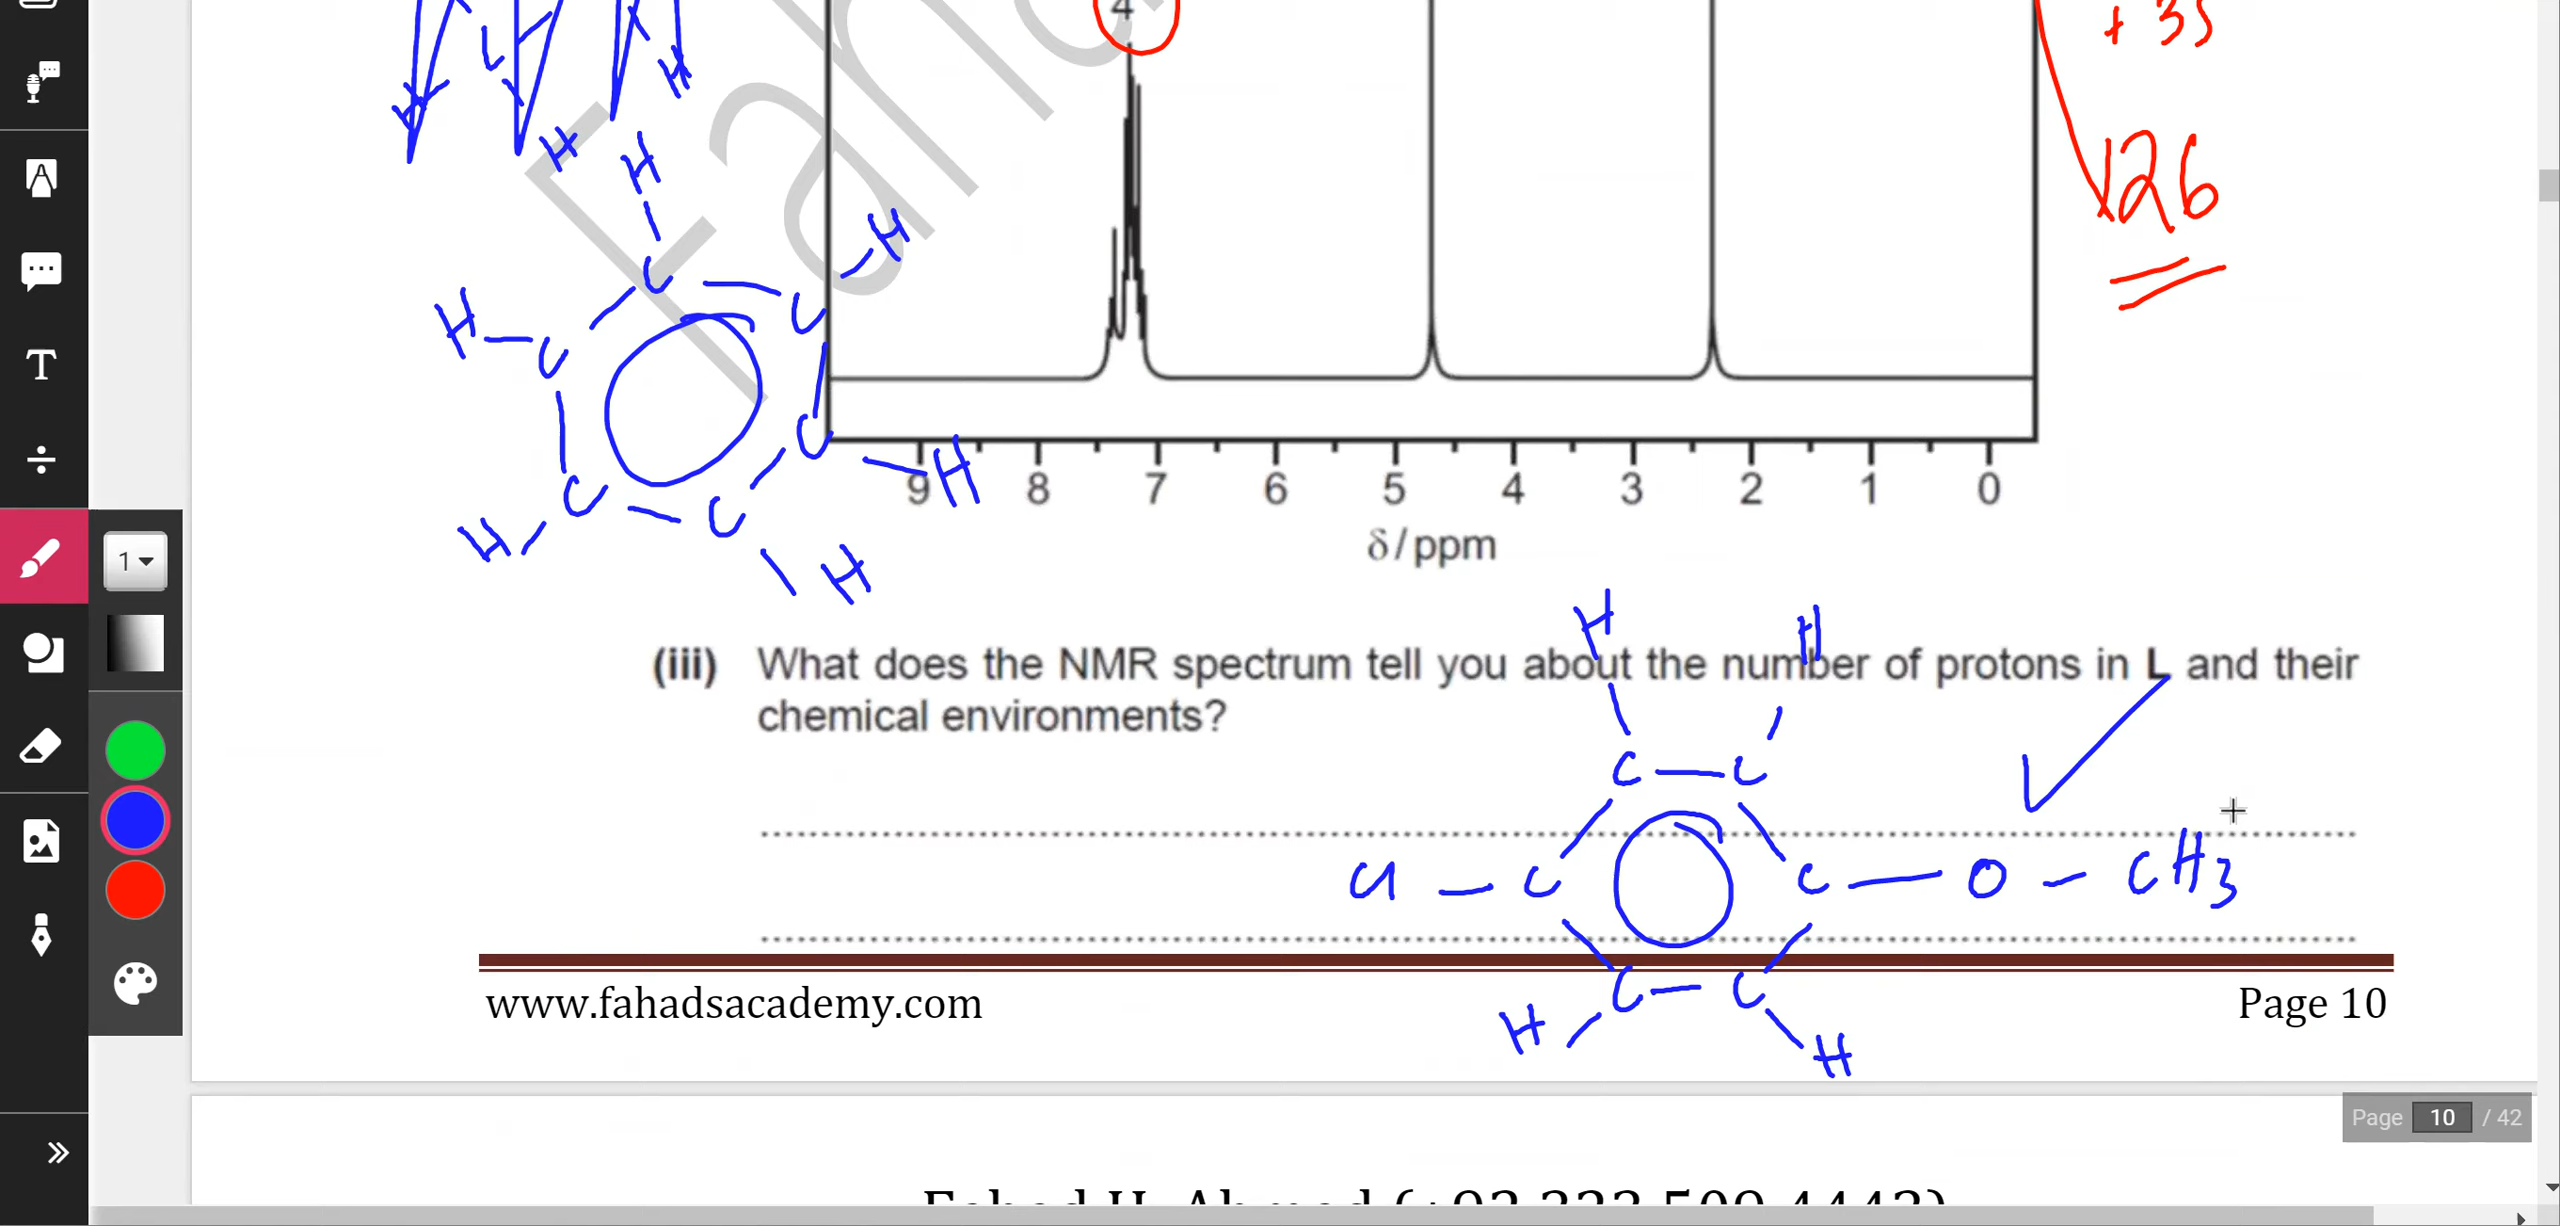 4
+ 35
126
Faha
H
H
H
H
H
C
C
H
C
C
C
C
H
H
H
9 8 7 6 5 4 3 2 1 0
δ / ppm
H H
(iii) What does the NMR spectrum tell you about the number of protons in L and their
chemical environments?
C — C
Cl — C C — O — CH3
C — C
H H
www.fahadsacademy.com Page 10
T
1
Page 10 / 42